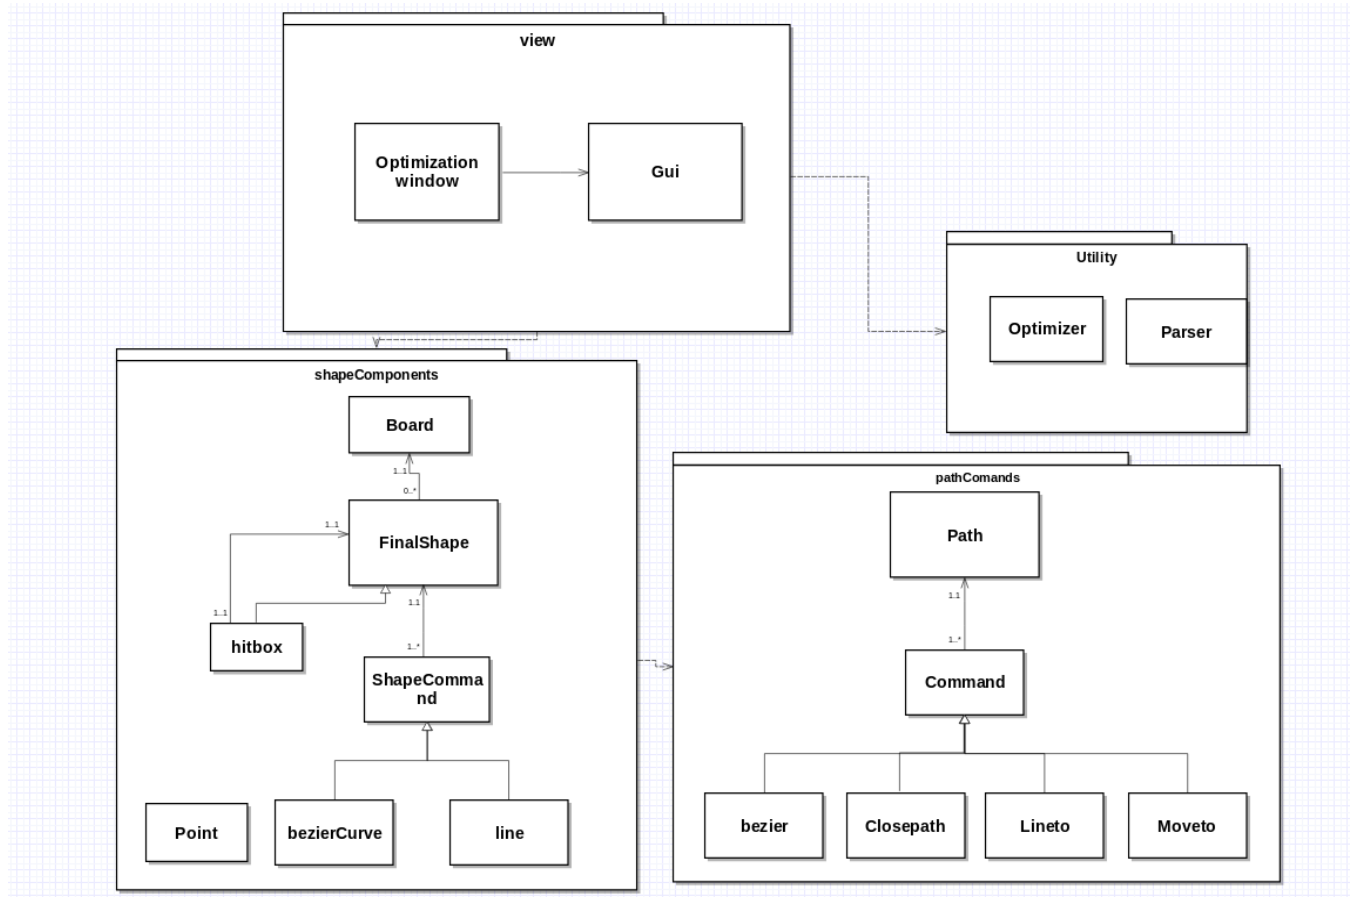 view
Optimization
window
Gui
Utility
Optimizer
Parser
shapeComponents
Board
1..1
0..*
FinalShape
1..1
1..1
hitbox
1.1
1..*
ShapeComma
nd
Point
bezierCurve
line
pathComands
Path
1.1
1..*
Command
bezier
Closepath
Lineto
Moveto